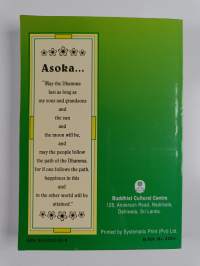 Asoka...
"May the Dhamma
last as long as
my sons and grandsons
and
the sun
and
the moon will be,
and
may the people follow
the path of the Dhamma,
for if one follows the path,
happiness in this
and
in the other world will be
attained."
Buddhist Cultural Centre
125, Anderson Road, Nedimala,
Dehiwala, Sri Lanka
Printed by Systematic Print (Pvt) Ltd.